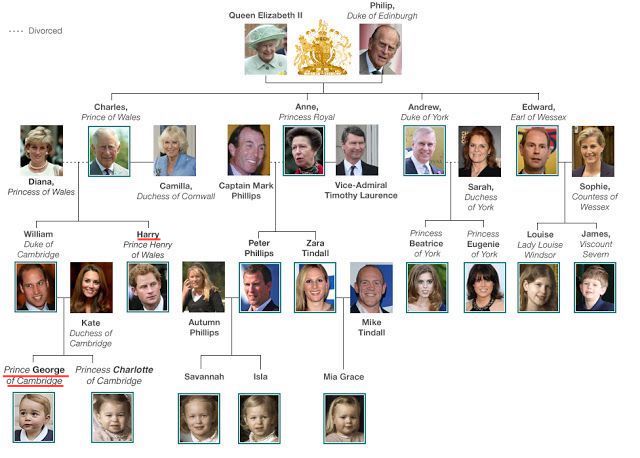 Divorced
Queen Elizabeth II
Philip,
Duke of Edinburgh
Charles,
Prince of Wales
Anne,
Princess Royal
Andrew,
Duke of York
Edward,
Earl of Wessex
Diana,
Princess of Wales
Camilla,
Duchess of Cornwall
Captain Mark
Phillips
Vice-Admiral
Timothy Laurence
Sarah,
Duchess
of York
Sophie,
Countess of
Wessex
William
Duke of
Cambridge
Harry
Prince Henry
of Wales
Peter
Phillips
Zara
Tindall
Princess
Beatrice
of York
Princess
Eugenie
of York
Louise
Lady Louise
Windsor
James,
Viscount
Severn
Kate
Duchess of
Cambridge
Autumn
Phillips
Mike
Tindall
Prince George
of Cambridge
Princess Charlotte
of Cambridge
Savannah
Isla
Mia Grace